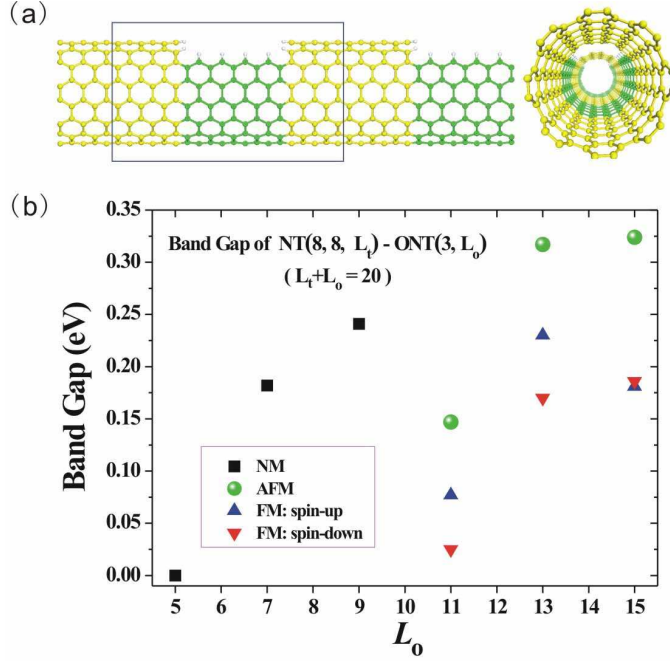 (a)
(b)
Band Gap of NT(8, 8, Lₜ) - ONT(3, Lₒ)
( Lₜ+Lₒ = 20 )
0.35
0.30
0.25
0.20
0.15
0.10
0.05
0.00
Band Gap (eV)
NM
AFM
FM: spin-up
FM: spin-down
5 6 7 8 9 10 11 12 13 14 15
Lₒ